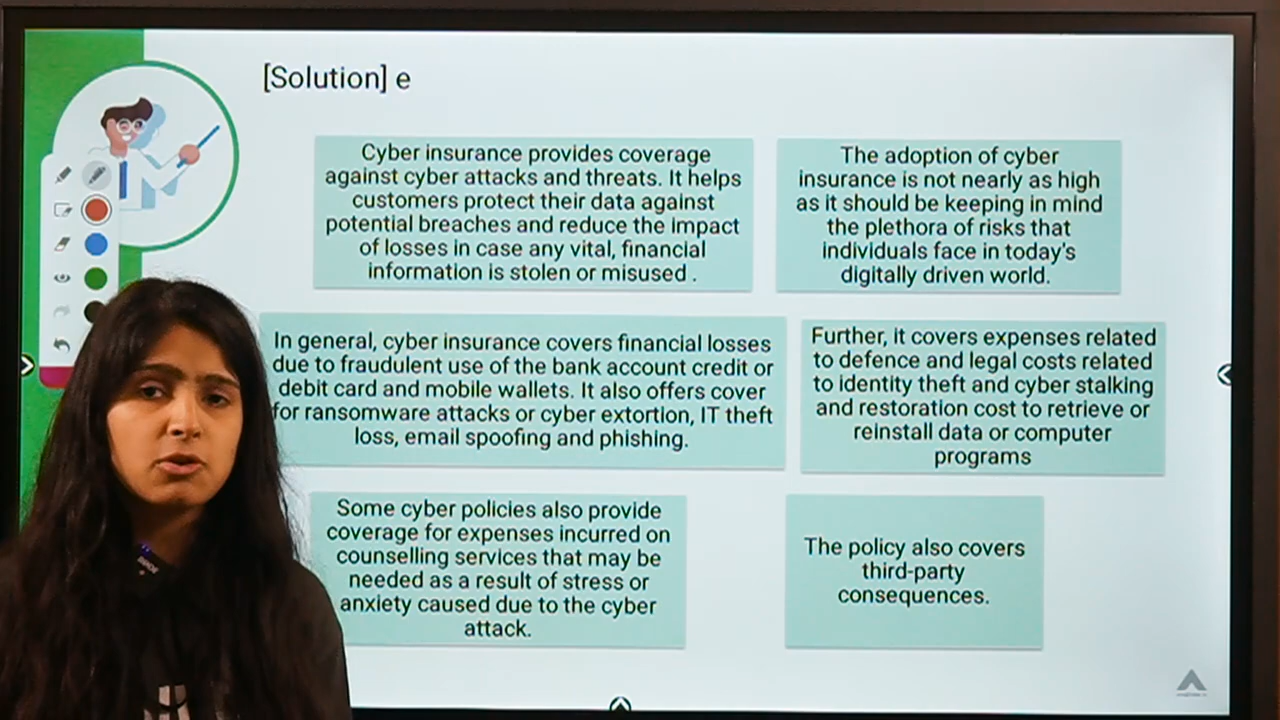 [Solution] e
Cyber insurance provides coverage
against cyber attacks and threats. It helps
customers protect their data against
potential breaches and reduce the impact
of losses in case any vital, financial
information is stolen or misused .
The adoption of cyber
insurance is not nearly as high
as it should be keeping in mind
the plethora of risks that
individuals face in today's
digitally driven world.
In general, cyber insurance covers financial losses
due to fraudulent use of the bank account credit or
debit card and mobile wallets. It also offers cover
for ransomware attacks or cyber extortion, IT theft
loss, email spoofing and phishing.
Further, it covers expenses related
to defence and legal costs related
to identity theft and cyber stalking
and restoration cost to retrieve or
reinstall data or computer
programs
Some cyber policies also provide
coverage for expenses incurred on
counselling services that may be
needed as a result of stress or
anxiety caused due to the cyber
attack.
The policy also covers
third-party
consequences.